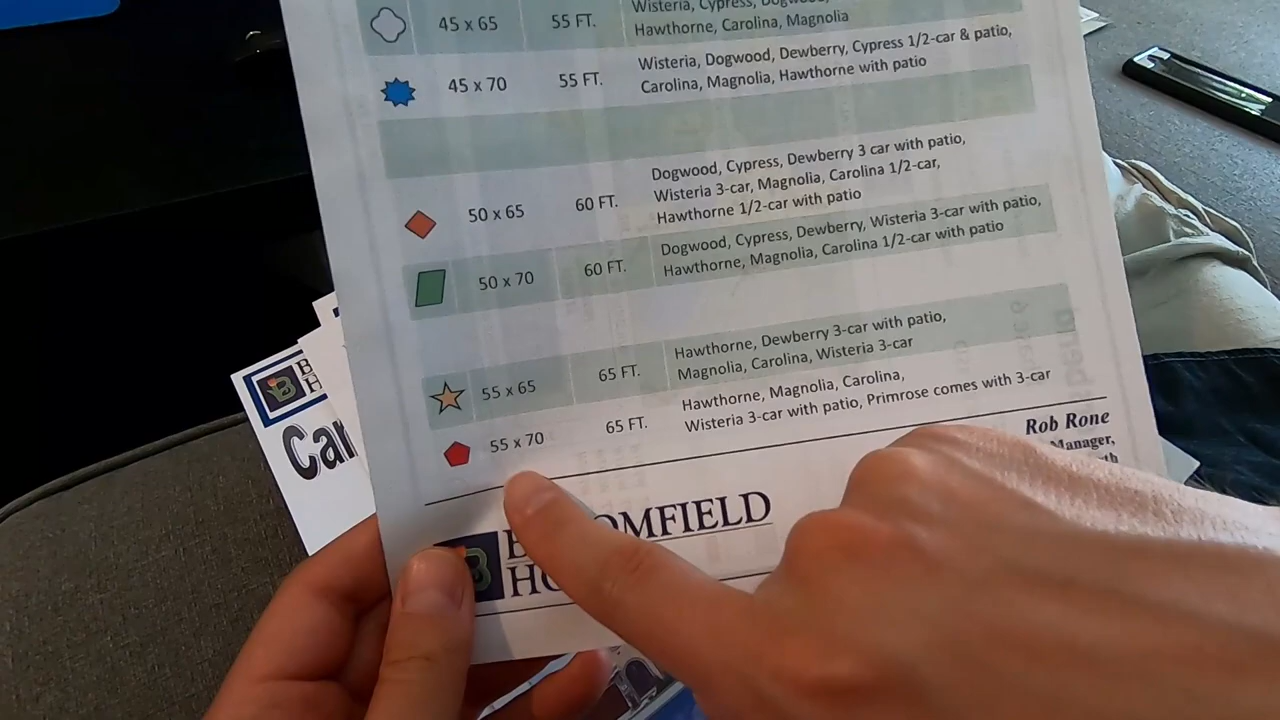 Wisteria, Cypress,
45 x 65 55 FT. Hawthorne, Carolina, Magnolia
Wisteria, Dogwood, Dewberry, Cypress 1/2-car & patio,
45 x 70 55 FT. Carolina, Magnolia, Hawthorne with patio
Dogwood, Cypress, Dewberry 3 car with patio,
50 x 65 60 FT. Wisteria 3-car, Magnolia, Carolina 1/2-car,
Hawthorne 1/2-car with patio
Dogwood, Cypress, Dewberry, Wisteria 3-car with patio,
50 x 70 60 FT. Hawthorne, Magnolia, Carolina 1/2-car with patio
Hawthorne, Dewberry 3-car with patio,
55 x 65 65 FT. Magnolia, Carolina, Wisteria 3-car
Hawthorne, Magnolia, Carolina,
55 x 70 65 FT. Wisteria 3-car with patio, Primrose comes with 3-car
Rob Rone
Manager,
B OMFIELD
HO
B
H
Car